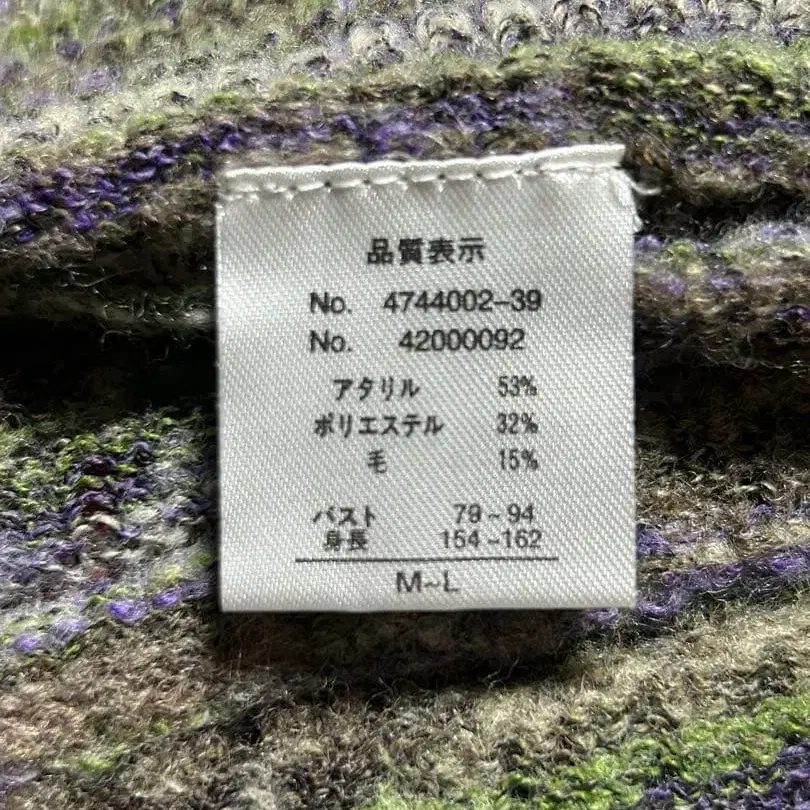 品質表示
No. 4744002-39
No. 42000092
アタリル 53%
ポリエステル 32%
毛 15%
バスト 79~94
身長 154~162
M~L